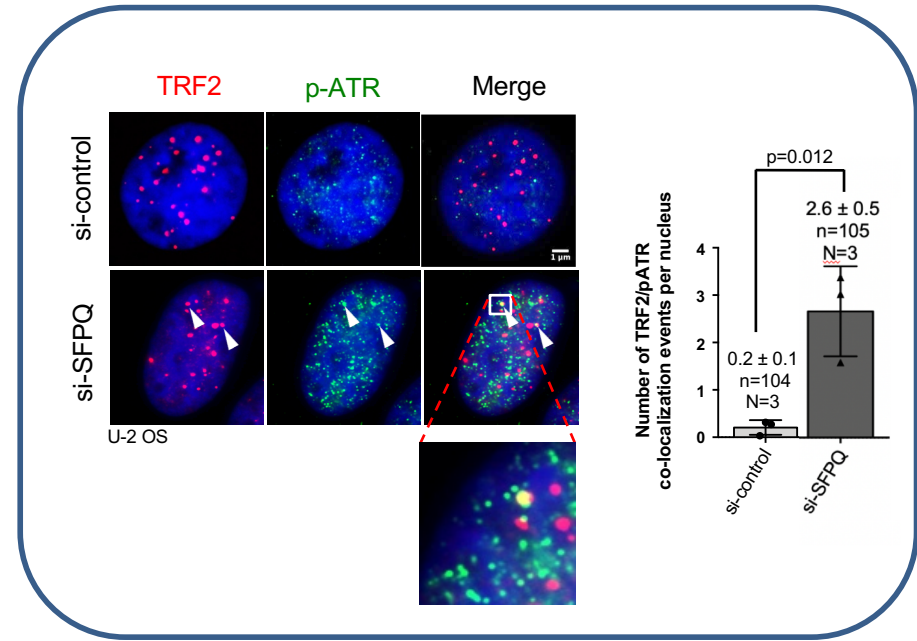 TRF2
p-ATR
Merge
si-control
1 µm
si-SFPQ
U-2 OS
p=0.012
2.6 ± 0.5
n=105
N=3
0.2 ± 0.1
n=104
N=3
Number of TRF2/pATR
co-localization events per nucleus
4
3
2
1
0
si-control
si-SFPQ